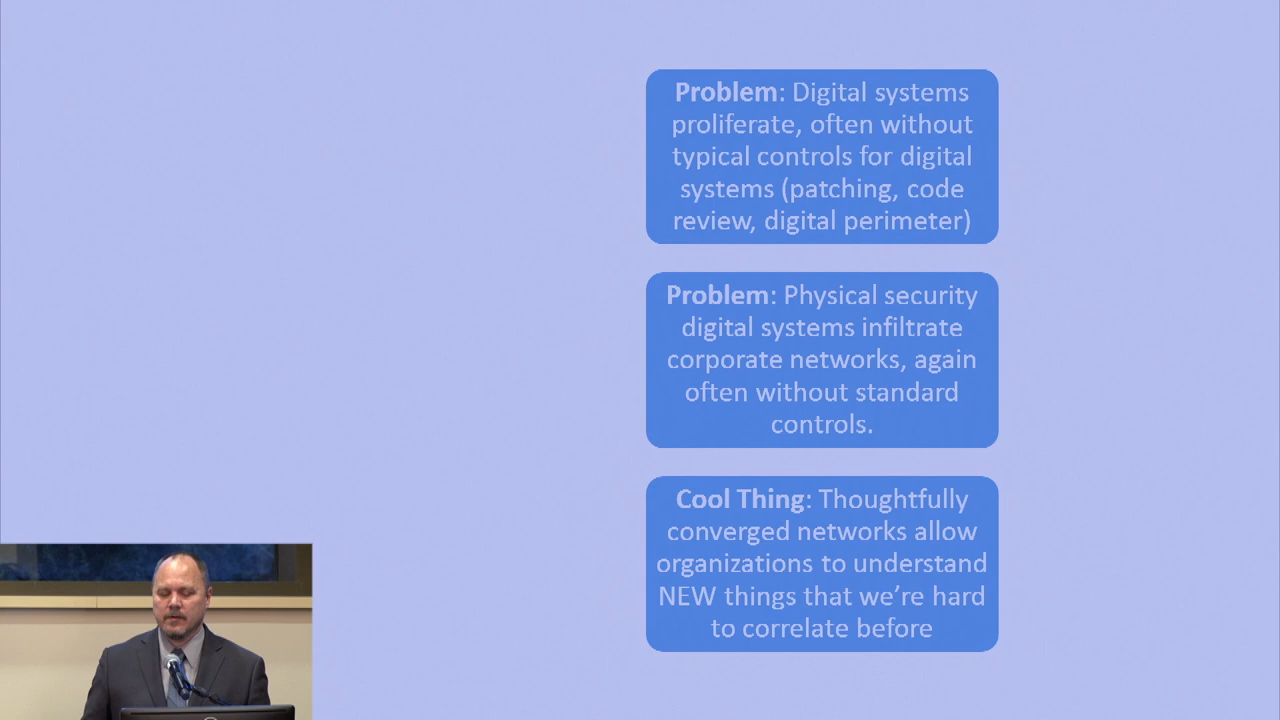 Problem: Digital systems
proliferate, often without
typical controls for digital
systems (patching, code
review, digital perimeter)
Problem: Physical security
digital systems infiltrate
corporate networks, again
often without standard
controls.
Cool Thing: Thoughtfully
converged networks allow
organizations to understand
NEW things that we’re hard
to correlate before